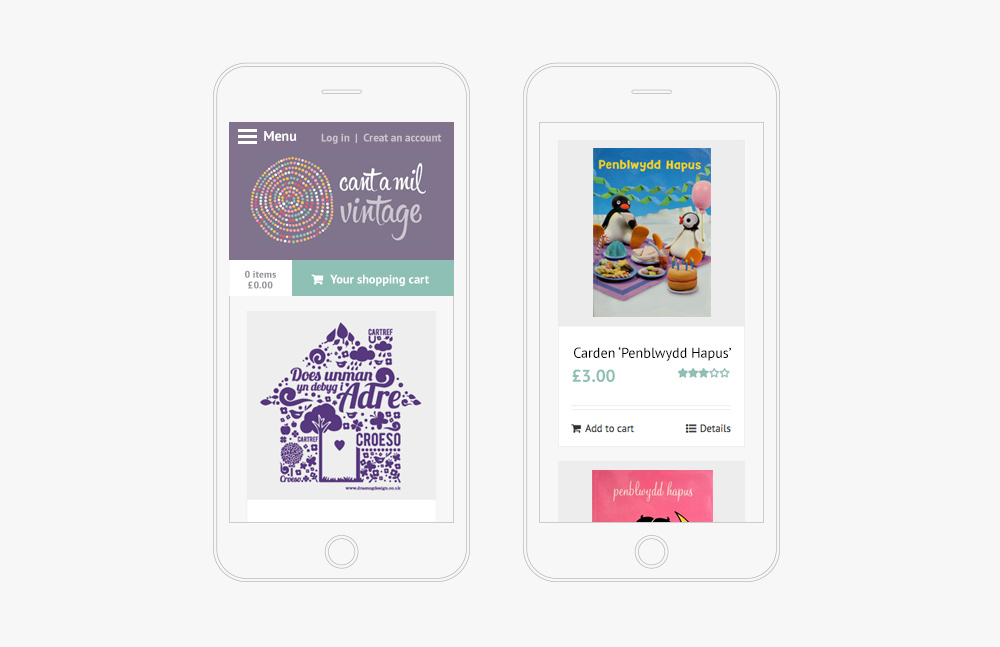 Menu
Log in | Creat an account
cant a mil
vintage
0 items
£0.00
Your shopping cart
CARTREF
Does unman
yn debyg i
Adre
CARTREF
CROESO
Croeso
www.draenogdesign.co.uk
Penblwydd Hapus
Carden ‘Penblwydd Hapus’
£3.00
Add to cart
Details
penblwydd hapus